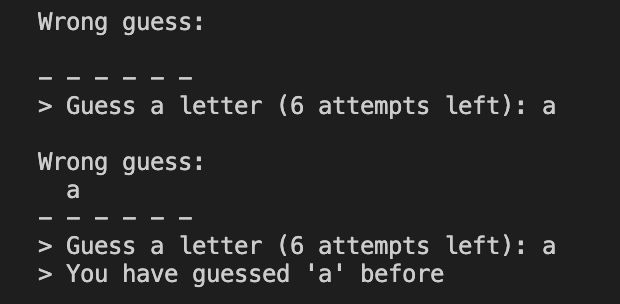 Wrong guess:

_ _ _ _ _ _
> Guess a letter (6 attempts left): a

Wrong guess:
  a
_ _ _ _ _ _
> Guess a letter (6 attempts left): a
> You have guessed 'a' before